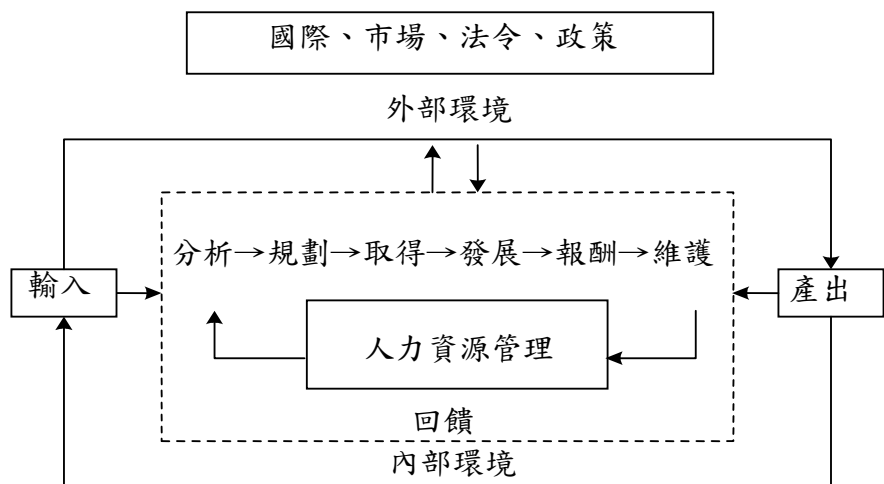 國際、市場、法令、政策
外部環境
分析→規劃→取得→發展→報酬→維護
輸入
產出
人力資源管理
回饋
內部環境